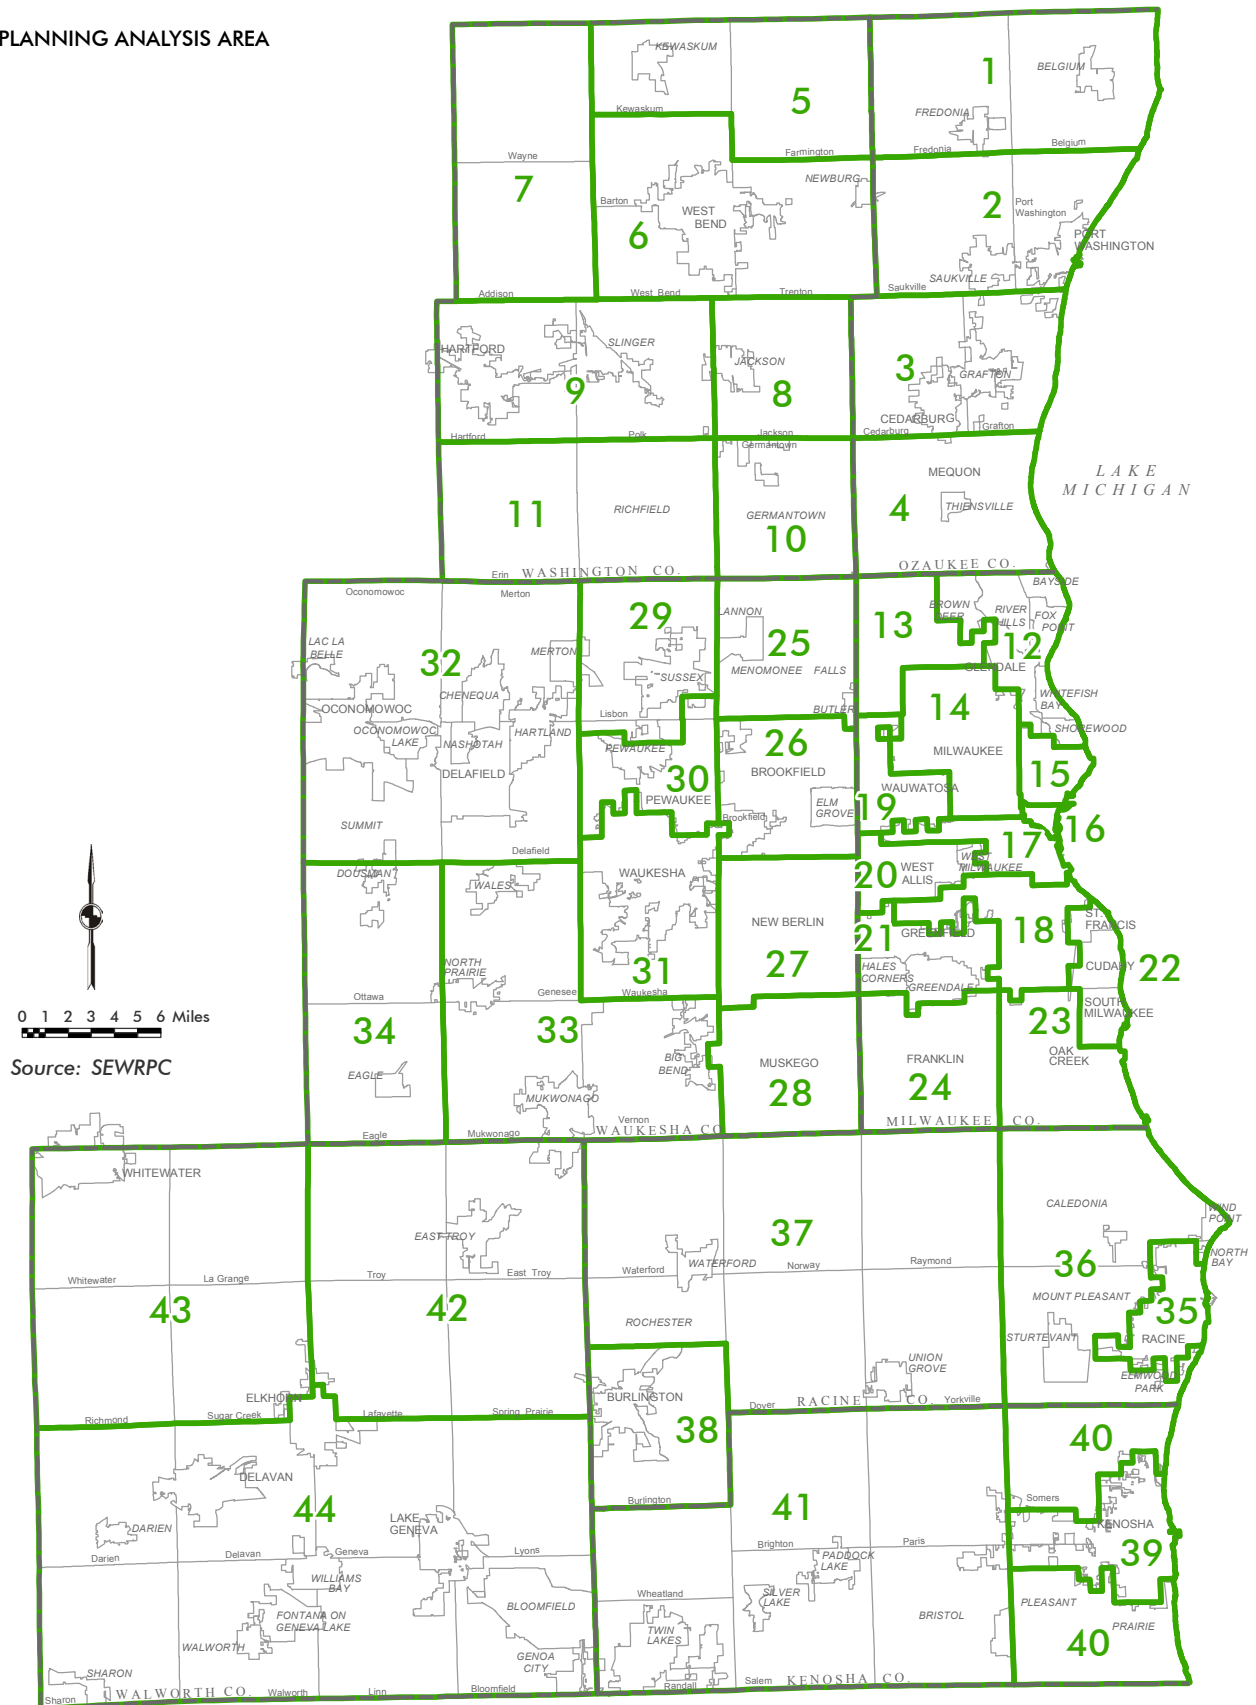 PLANNING ANALYSIS AREA
KEWASKUM
1
BELGIUM
5
Kewaskum
FREDONIA
Wayne
Farmington
Fredonia
Belgium
7
NEWBURG
Barton
6
WEST
BEND
2
Port
Washington
PORT
WASHINGTON
SAUKVILLE
Addison
West Bend
Trenton
Saukville
HARTFORD
SLINGER
JACKSON
3
GRAFTON
9
8
CEDARBURG
Hartford
Polk
Jackson
Cedarburg
Grafton
Germantown
LAKE
MICHIGAN
MEQUON
11
RICHFIELD
GERMANTOWN
10
4
THIENSVILLE
Erin
WASHINGTON CO.
OZAUKEE CO.
Oconomowoc
Merton
BAYSIDE
29
LANNON
BROWN
DEER
RIVER
HILLS
FOX
POINT
13
25
12
LAC LA
BELLE
32
MERTON
SUSSEX
MENOMONEE FALLS
GLENDALE
CHENEQUA
OCONOMOWOC
Lisbon
BUTLER
14
WHITEFISH
BAY
OCONOMOWOC
LAKE
NASHOTAH
HARTLAND
PEWAUKEE
26
SHOREWOOD
MILWAUKEE
DELAFIELD
30
PEWAUKEE
BROOKFIELD
15
WAUWATOSA
ELM
GROVE
19
SUMMIT
Brookfield
16
17
Delafield
DOUSMAN
WALES
WAUKESHA
20
WEST
ALLIS
WEST
MILWAUKEE
NEW BERLIN
ST.
FRANCIS
18
21
GREENFIELD
NORTH
PRAIRIE
31
27
HALES
CORNERS
GREENDALE
CUDAHY
22
Ottawa
Genesee
Waukesha
0 1 2 3 4 5 6 Miles
SOUTH
MILWAUKEE
23
34
33
Source: SEWRPC
EAGLE
BIG
BEND
MUSKEGO
28
FRANKLIN
24
OAK
CREEK
MUKWONAGO
Vernon
Eagle
Mukwonago
WAUKESHA CO.
MILWAUKEE CO.
WHITEWATER
CALEDONIA
WIND
POINT
EAST TROY
37
Whitewater
La Grange
Troy
East Troy
Waterford
WATERFORD
Norway
Raymond
NORTH
BAY
36
MOUNT PLEASANT
43
42
ROCHESTER
35
RACINE
STURTEVANT
UNION
GROVE
ELMWOOD
PARK
ELKHORN
BURLINGTON
Richmond
Sugar Creek
Lafayette
Spring Prairie
Dover
RACINE CO.
Yorkville
38
40
DELAVAN
44
Burlington
41
Somers
LAKE
GENEVA
KENOSHA
DARIEN
Darien
Delavan
Geneva
Lyons
Brighton
Paris
39
PADDOCK
LAKE
WILLIAMS
BAY
Wheatland
SILVER
LAKE
BLOOMFIELD
PLEASANT
PRAIRIE
FONTANA ON
GENEVA LAKE
TWIN
LAKES
BRISTOL
WALWORTH
GENOA
CITY
40
SHARON
Sharon
WALWORTH CO.
Walworth
Linn
Bloomfield
Randall
Salem
KENOSHA CO.